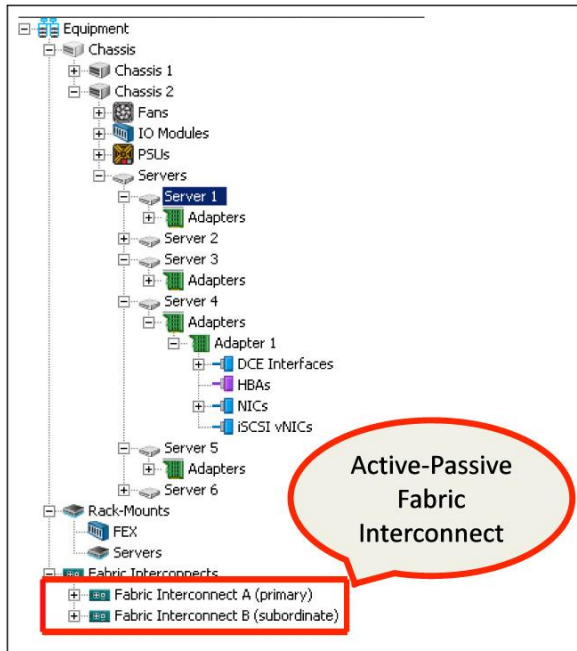 Equipment
Chassis
Chassis 1
Chassis 2
Fans
IO Modules
PSUs
Servers
Server 1
Adapters
Server 2
Server 3
Adapters
Server 4
Adapters
Adapter 1
DCE Interfaces
HBAs
NICs
iSCSI vNICs
Server 5
Adapters
Server 6
Rack-Mounts
FEX
Servers
Fabric Interconnects
Fabric Interconnect A (primary)
Fabric Interconnect B (subordinate)
Active-Passive
Fabric
Interconnect